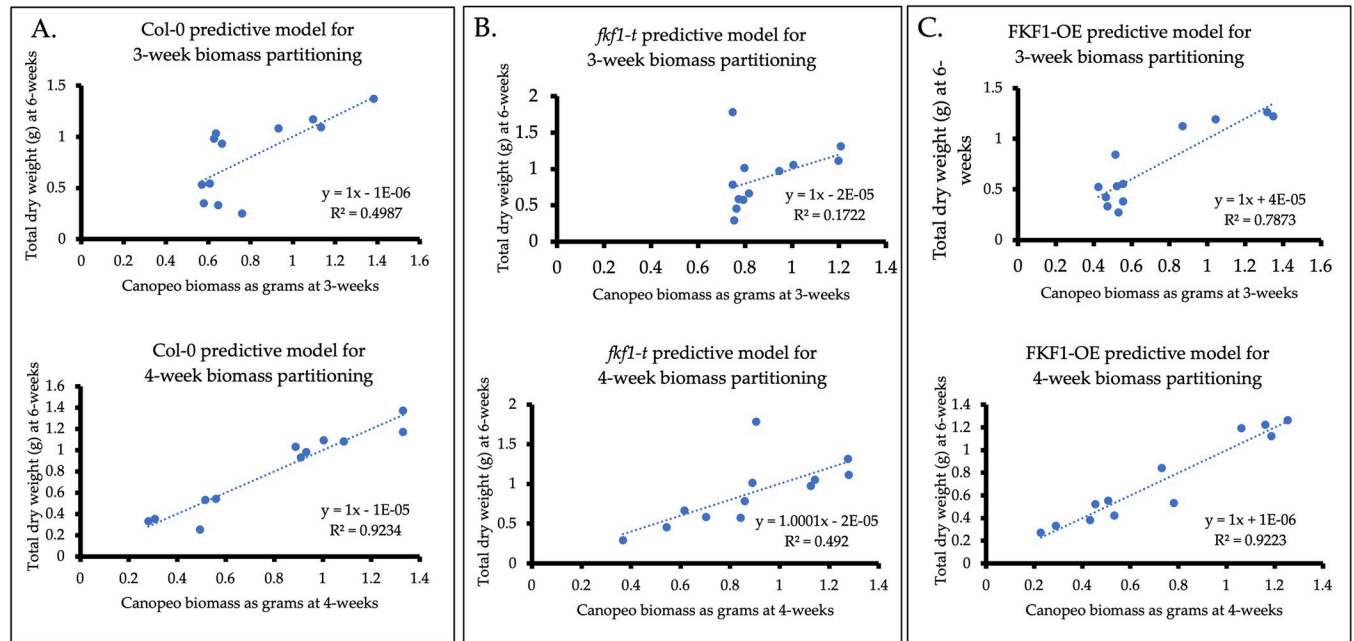 A.
Col-0 predictive model for
3-week biomass partitioning
Total dry weight (g) at 6-weeks
1.5
1
0.5
0
y = 1x - 1E-06
R² = 0.4987
0 0.2 0.4 0.6 0.8 1 1.2 1.4 1.6
Canopeo biomass as grams at 3-weeks
Col-0 predictive model for
4-week biomass partitioning
Total dry weight (g) at 6-weeks
1.6
1.4
1.2
1
0.8
0.6
0.4
0.2
0
y = 1x - 1E-05
R² = 0.9234
0 0.2 0.4 0.6 0.8 1 1.2 1.4
Canopeo biomass as grams at 4-weeks
B.
fkf1-t predictive model for
3-week biomass partitioning
Total dry weight (g) at 6-weeks
2
1.5
1
0.5
0
y = 1x - 2E-05
R² = 0.1722
0 0.2 0.4 0.6 0.8 1 1.2 1.4
Canopeo biomass as grams at 3-weeks
fkf1-t predictive model for
4-week biomass partitioning
Total dry weight (g) at 6-weeks
2
1.5
1
0.5
0
y = 1.0001x - 2E-05
R² = 0.492
0 0.2 0.4 0.6 0.8 1 1.2 1.4
Canopeo biomass as grams at 4-weeks
C.
FKF1-OE predictive model for
3-week biomass partitioning
Total dry weight (g) at 6-
weeks
1.5
1
0.5
0
y = 1x + 4E-05
R² = 0.7873
0 0.2 0.4 0.6 0.8 1 1.2 1.4 1.6
Canopeo biomass as grams at 3-weeks
FKF1-OE predictive model for
4-week biomass partitioning
Total dry weight (g) at 6-weeks
1.4
1.2
1
0.8
0.6
0.4
0.2
0
y = 1x + 1E-06
R² = 0.9223
0 0.2 0.4 0.6 0.8 1 1.2 1.4
Canopeo biomass as grams at 4-weeks